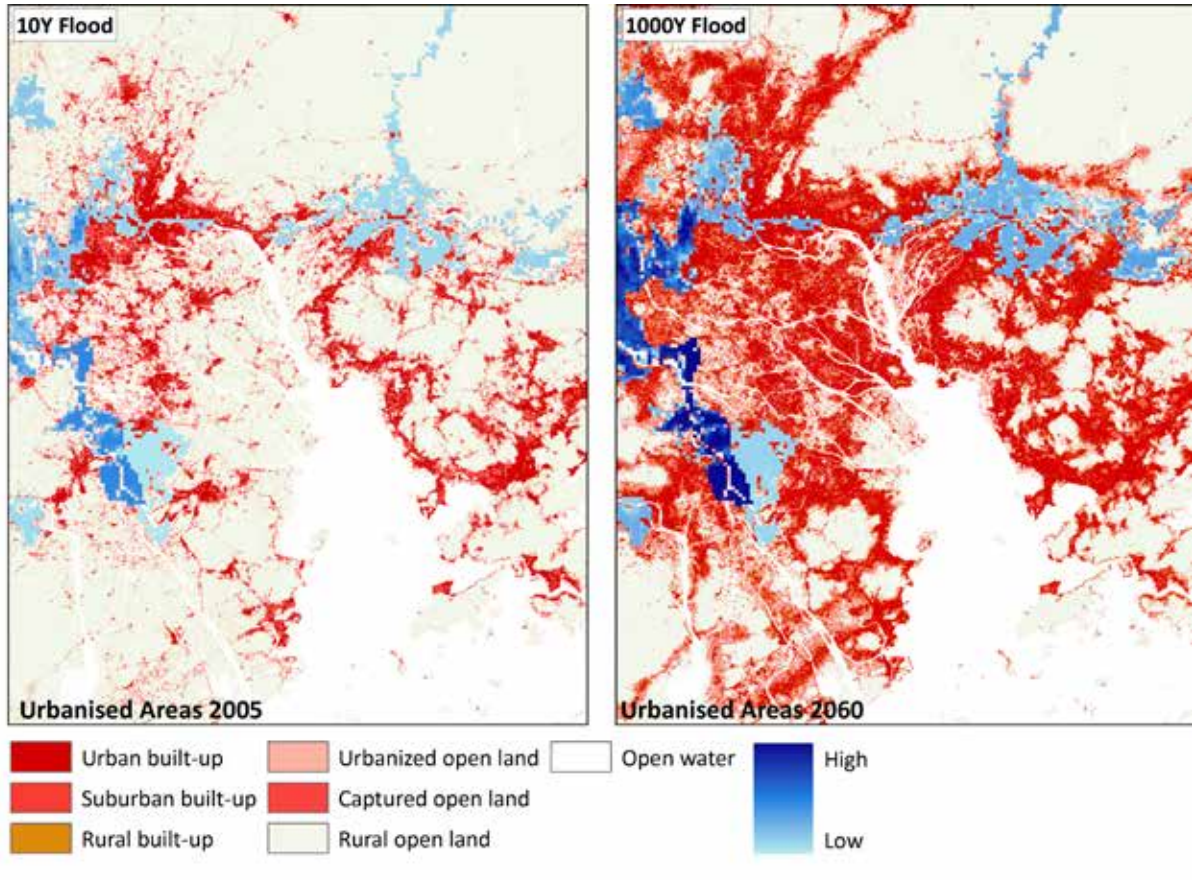 10Y Flood
1000Y Flood
Urbanised Areas 2005
Urbanised Areas 2060
Urban built-up
Urbanized open land
Open water
High
Suburban built-up
Captured open land
Rural built-up
Rural open land
Low